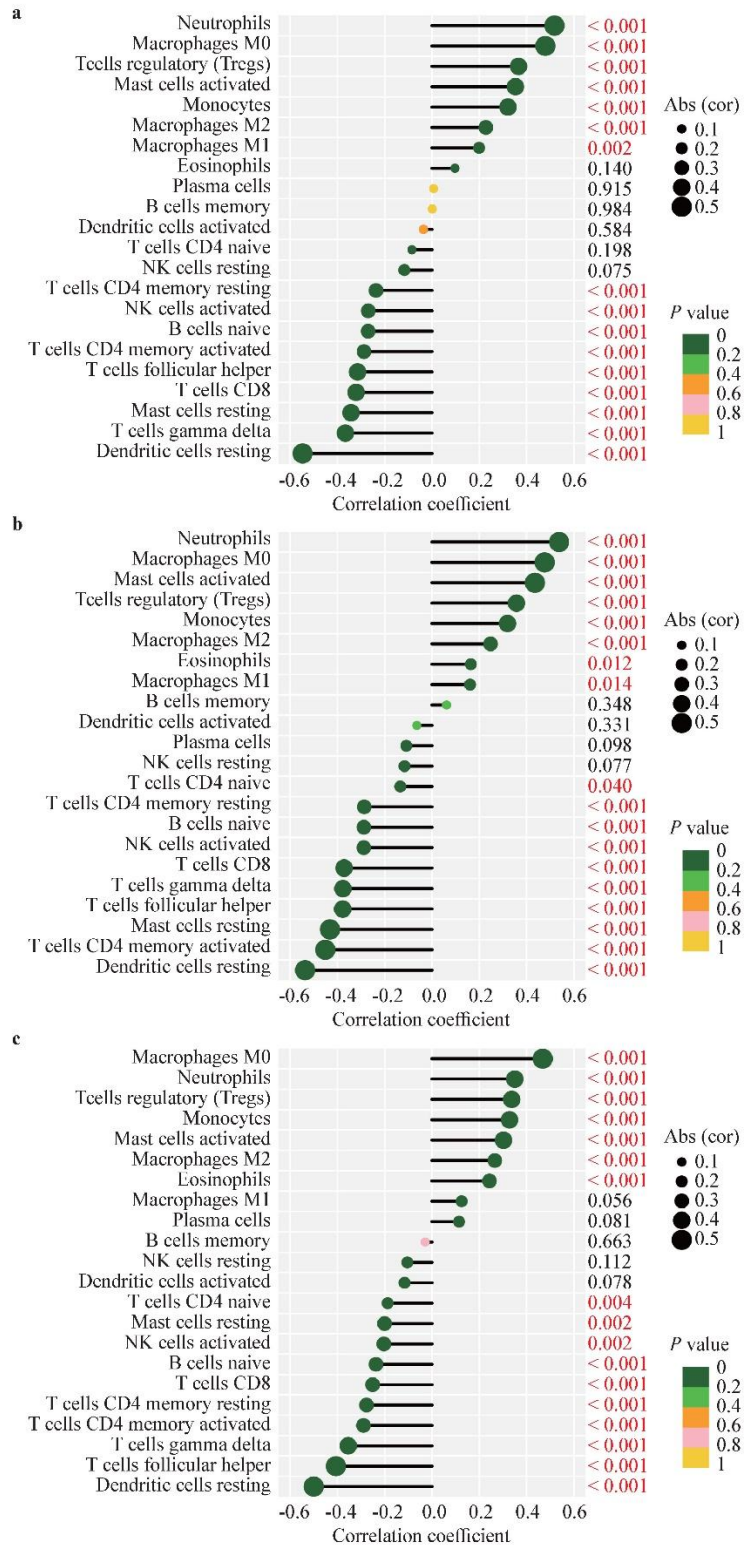 a
Neutrophils < 0.001
Macrophages M0 < 0.001
Tcells regulatory (Tregs) < 0.001
Mast cells activated < 0.001
Monocytes < 0.001
Macrophages M2 < 0.001
Macrophages M1 0.002
Eosinophils 0.140
Plasma cells 0.915
B cells memory 0.984
Dendritic cells activated 0.584
T cells CD4 naive 0.198
NK cells resting 0.075
T cells CD4 memory resting < 0.001
NK cells activated < 0.001
B cells naive < 0.001
T cells CD4 memory activated < 0.001
T cells follicular helper < 0.001
T cells CD8 < 0.001
Mast cells resting < 0.001
T cells gamma delta < 0.001
Dendritic cells resting < 0.001
-0.6 -0.4 -0.2 0.0 0.2 0.4 0.6
Correlation coefficient
Abs (cor)
0.1
0.2
0.3
0.4
0.5
P value
0
0.2
0.4
0.6
0.8
1
b
Neutrophils < 0.001
Macrophages M0 < 0.001
Mast cells activated < 0.001
Tcells regulatory (Tregs) < 0.001
Monocytes < 0.001
Macrophages M2 < 0.001
Eosinophils 0.012
Macrophages M1 0.014
B cells memory 0.348
Dendritic cells activated 0.331
Plasma cells 0.098
NK cells resting 0.077
T cells CD4 naive 0.040
T cells CD4 memory resting < 0.001
B cells naive < 0.001
NK cells activated < 0.001
T cells CD8 < 0.001
T cells gamma delta < 0.001
T cells follicular helper < 0.001
Mast cells resting < 0.001
T cells CD4 memory activated < 0.001
Dendritic cells resting < 0.001
-0.6 -0.4 -0.2 0.0 0.2 0.4 0.6
Correlation coefficient
Abs (cor)
0.1
0.2
0.3
0.4
0.5
P value
0
0.2
0.4
0.6
0.8
1
c
Macrophages M0 < 0.001
Neutrophils < 0.001
Tcells regulatory (Tregs) < 0.001
Monocytes < 0.001
Mast cells activated < 0.001
Macrophages M2 < 0.001
Eosinophils < 0.001
Macrophages M1 0.056
Plasma cells 0.081
B cells memory 0.663
NK cells resting 0.112
Dendritic cells activated 0.078
T cells CD4 naive 0.004
Mast cells resting 0.002
NK cells activated 0.002
B cells naive < 0.001
T cells CD8 < 0.001
T cells CD4 memory resting < 0.001
T cells CD4 memory activated < 0.001
T cells gamma delta < 0.001
T cells follicular helper < 0.001
Dendritic cells resting < 0.001
-0.6 -0.4 -0.2 0.0 0.2 0.4 0.6
Correlation coefficient
Abs (cor)
0.1
0.2
0.3
0.4
0.5
P value
0
0.2
0.4
0.6
0.8
1